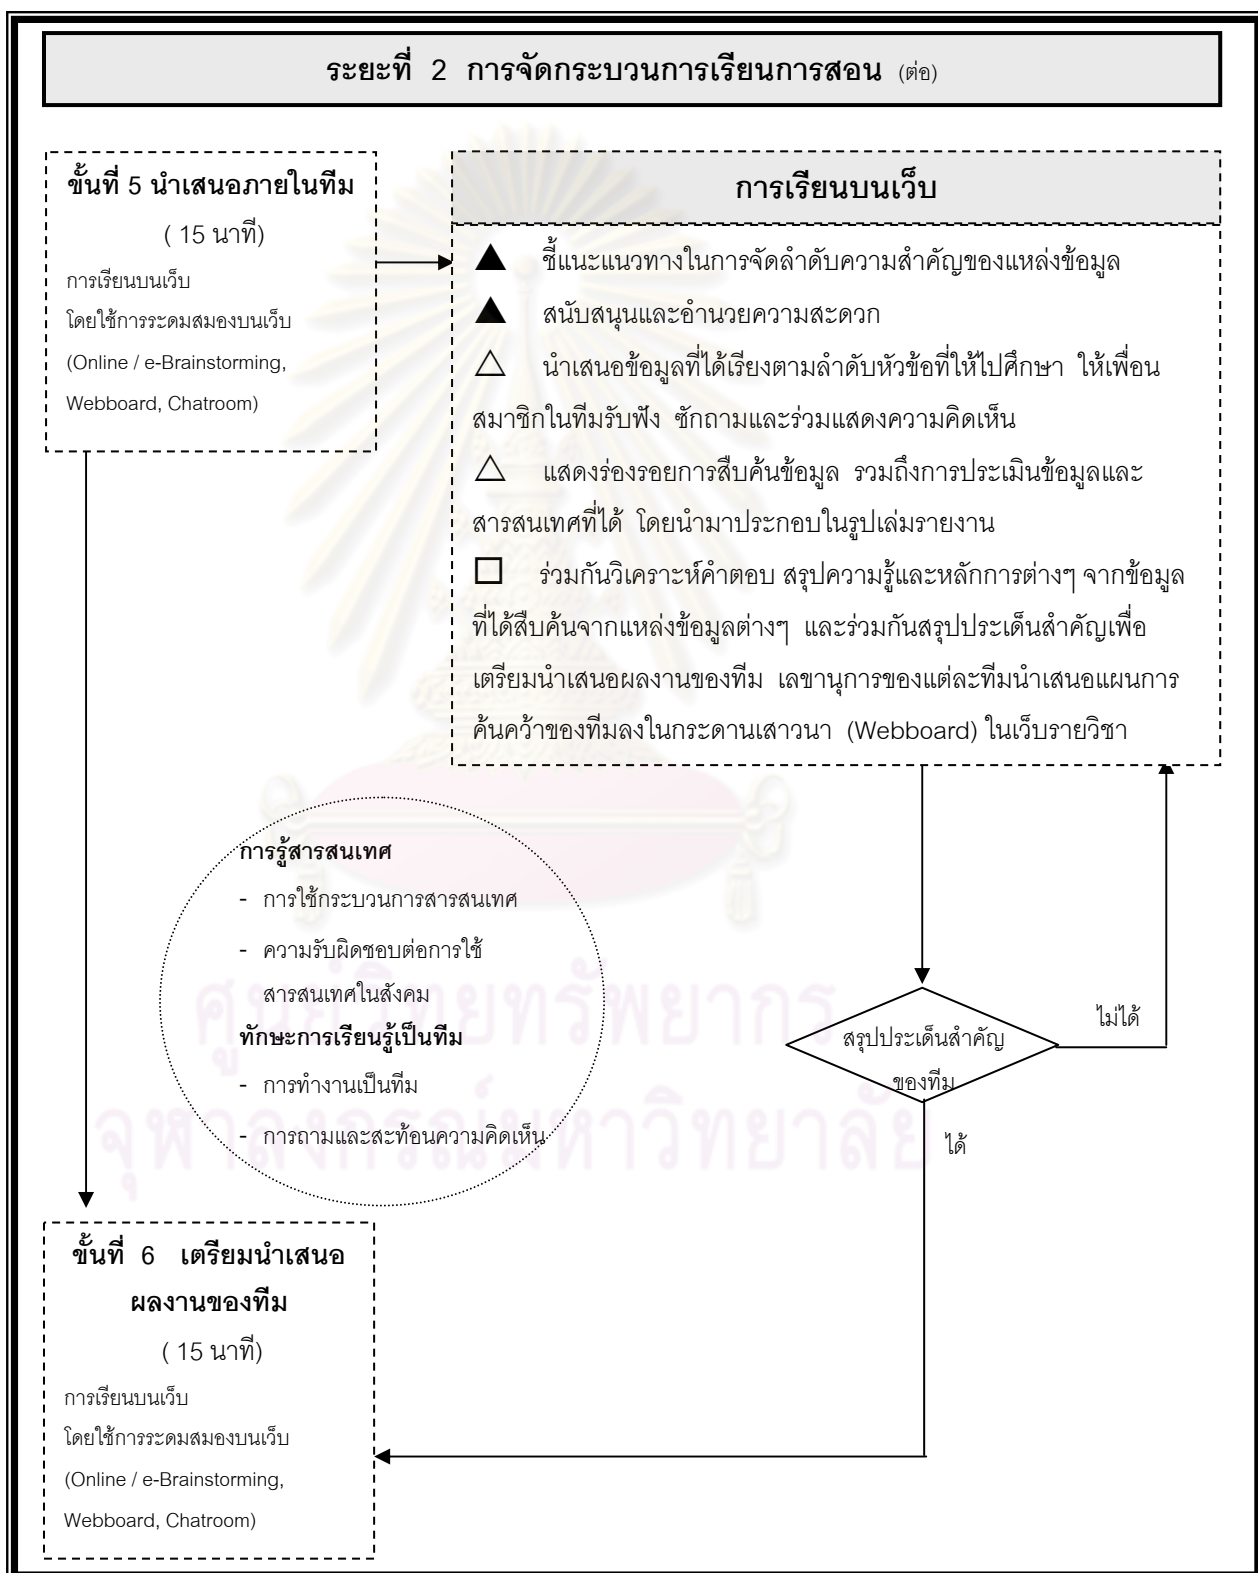 ระยะที่ 2 การจัดกระบวนการเรียนการสอน (ต่อ)
ขั้นที่ 5 นำเสนอภายในทีม
( 15 นาที)
การเรียนบนเว็บ
โดยใช้การระดมสมองบนเว็บ
(Online / e-Brainstorming,
Webboard, Chatroom)
การเรียนบนเว็บ
▲ ชี้แนะแนวทางในการจัดลำดับความสำคัญของแหล่งข้อมูล
▲ สนับสนุนและอำนวยความสะดวก
△ นำเสนอข้อมูลที่ได้เรียงตามลำดับหัวข้อที่ให้ไปศึกษา ให้เพื่อน
สมาชิกในทีมรับฟัง ซักถามและร่วมแสดงความคิดเห็น
△ แสดงร่องรอยการสืบค้นข้อมูล รวมถึงการประเมินข้อมูลและ
สารสนเทศที่ได้ โดยนำมาประกอบในรูปเล่มรายงาน
□ ร่วมกันวิเคราะห์คำตอบ สรุปความรู้และหลักการต่างๆ จากข้อมูล
ที่ได้สืบค้นจากแหล่งข้อมูลต่างๆ และร่วมกันสรุปประเด็นสำคัญเพื่อ
เตรียมนำเสนอผลงานของทีม เลขานุการของแต่ละทีมนำเสนอแผนการ
ค้นคว้าของทีมลงในกระดานเสาวนา (Webboard) ในเว็บรายวิชา
การรู้สารสนเทศ
- การใช้กระบวนการสารสนเทศ
- ความรับผิดชอบต่อการใช้
สารสนเทศในสังคม
ทักษะการเรียนรู้เป็นทีม
- การทำงานเป็นทีม
- การถามและสะท้อนความคิดเห็น
สรุปประเด็นสำคัญ
ของทีม
ไม่ได้
ได้
ศูนย์วิทยทรัพยากร
จุฬาลงกรณ์มหาวิทยาลัย
ขั้นที่ 6 เตรียมนำเสนอ
ผลงานของทีม
( 15 นาที)
การเรียนบนเว็บ
โดยใช้การระดมสมองบนเว็บ
(Online / e-Brainstorming,
Webboard, Chatroom)